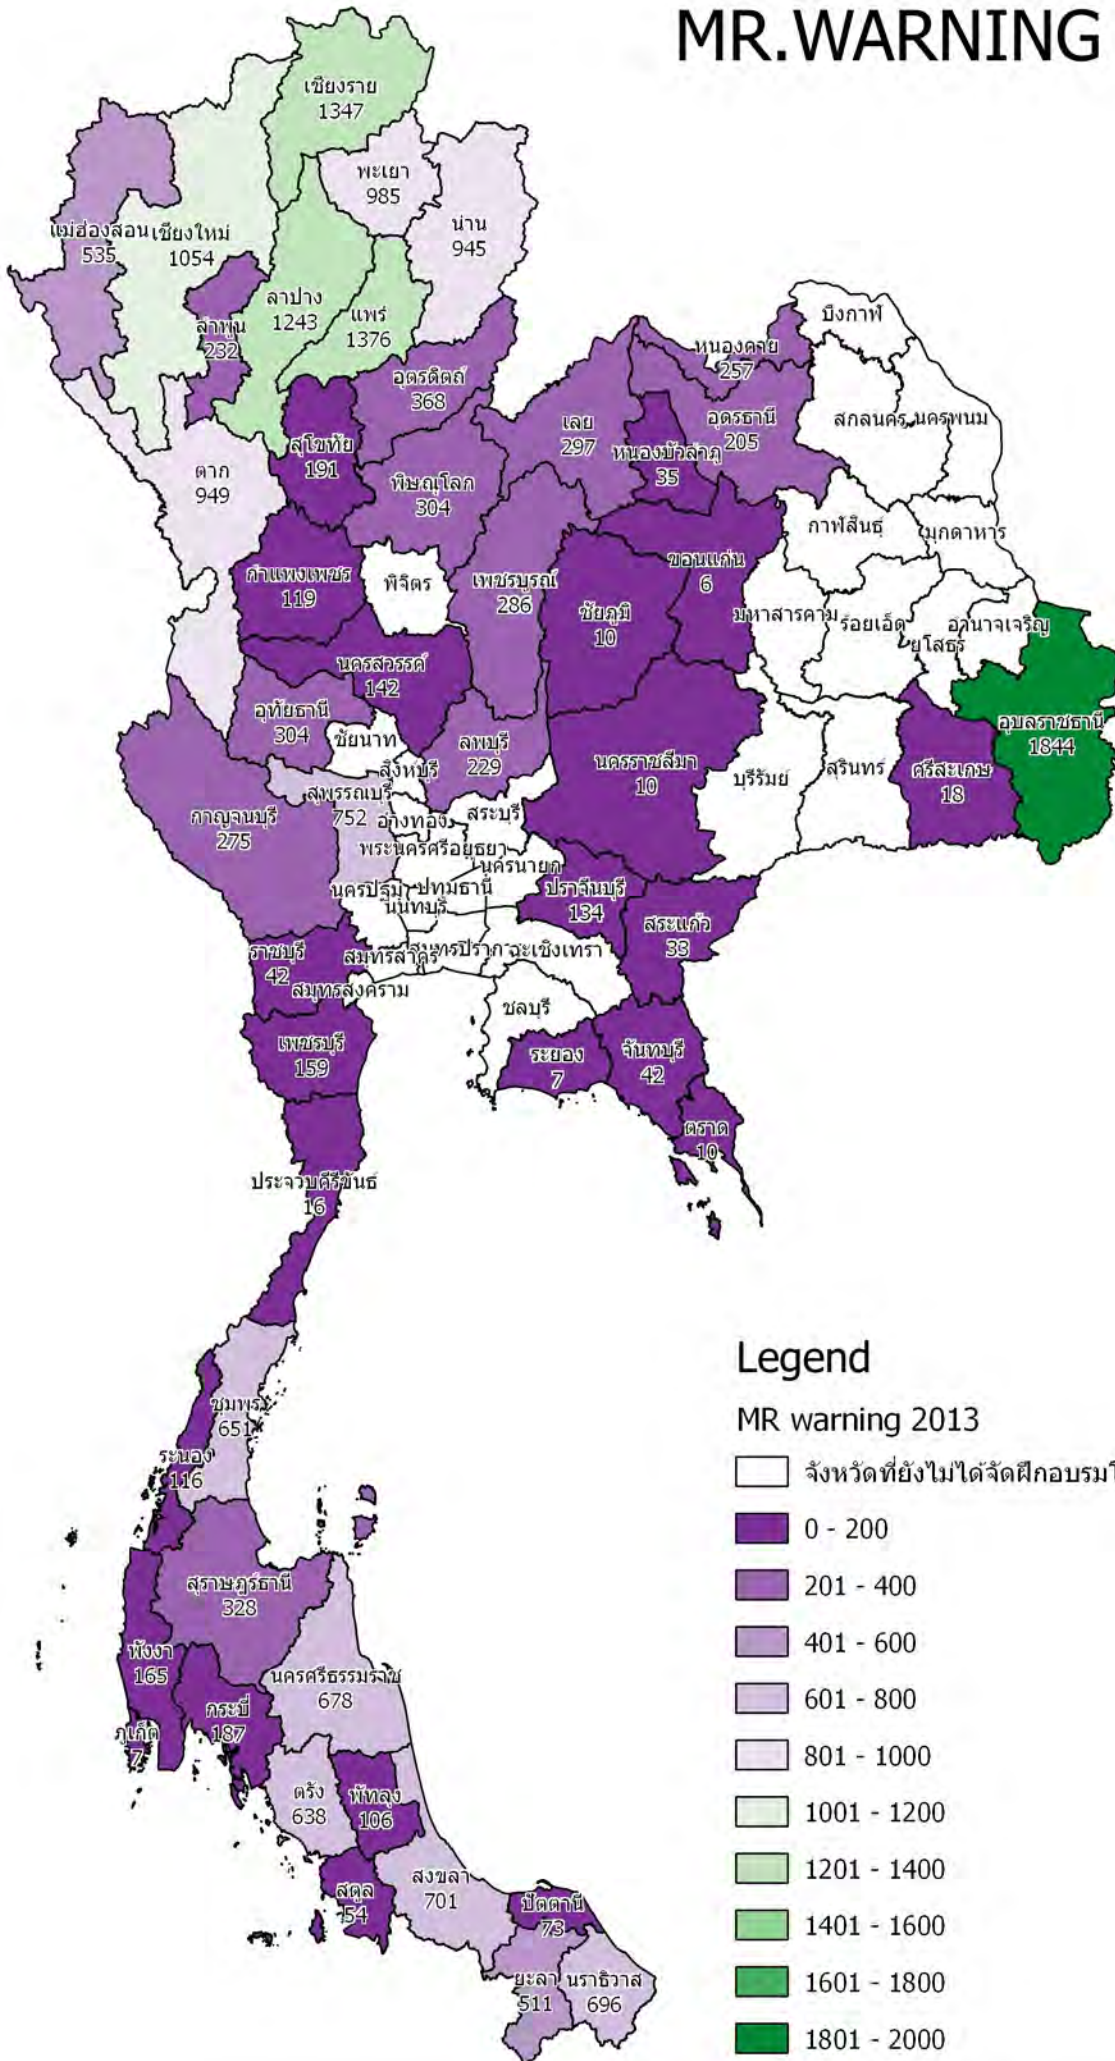 MR.WARNING
เชียงราย
1347
พะเยา
985
น่าน
945
แม่ฮ่องสอน
535
เชียงใหม่
1054
ลำปาง
1243
แพร่
1376
ลำพูน
232
อุตรดิตถ์
368
สุโขทัย
191
ตาก
949
พิษณุโลก
304
เลย
297
หนองบัวลำภู
35
หนองคาย
257
อุดรธานี
205
บึงกาฬ
สกลนคร
นครพนม
กาฬสินธุ์
มุกดาหาร
กำแพงเพชร
119
พิจิตร
เพชรบูรณ์
286
ชัยภูมิ
10
ขอนแก่น
6
มหาสารคาม
ร้อยเอ็ด
ยโสธร
อำนาจเจริญ
นครสวรรค์
142
อุทัยธานี
304
ชัยนาท
สิงห์บุรี
ลพบุรี
229
นครราชสีมา
10
บุรีรัมย์
สุรินทร์
ศรีสะเกษ
18
อุบลราชธานี
1844
กาญจนบุรี
275
สุพรรณบุรี
752
อ่างทอง
สระบุรี
พระนครศรีอยุธยา
นครนายก
นครปฐม
ปทุมธานี
นนทบุรี
ปราจีนบุรี
134
สระแก้ว
33
ราชบุรี
42
สมุทรสาคร
สมุทรปราการ
ฉะเชิงเทรา
สมุทรสงคราม
ชลบุรี
เพชรบุรี
159
ระยอง
7
จันทบุรี
42
ตราด
10
ประจวบคีรีขันธ์
16
ชุมพร
651
ระนอง
116
สุราษฎร์ธานี
328
พังงา
165
นครศรีธรรมราช
678
กระบี่
187
ภูเก็ต
7
ตรัง
638
พัทลุง
106
สตูล
54
สงขลา
701
ปัตตานี
73
ยะลา
511
นราธิวาส
696
Legend
MR warning 2013
จังหวัดที่ยังไม่ได้จัดฝึกอบรม
0 - 200
201 - 400
401 - 600
601 - 800
801 - 1000
1001 - 1200
1201 - 1400
1401 - 1600
1601 - 1800
1801 - 2000